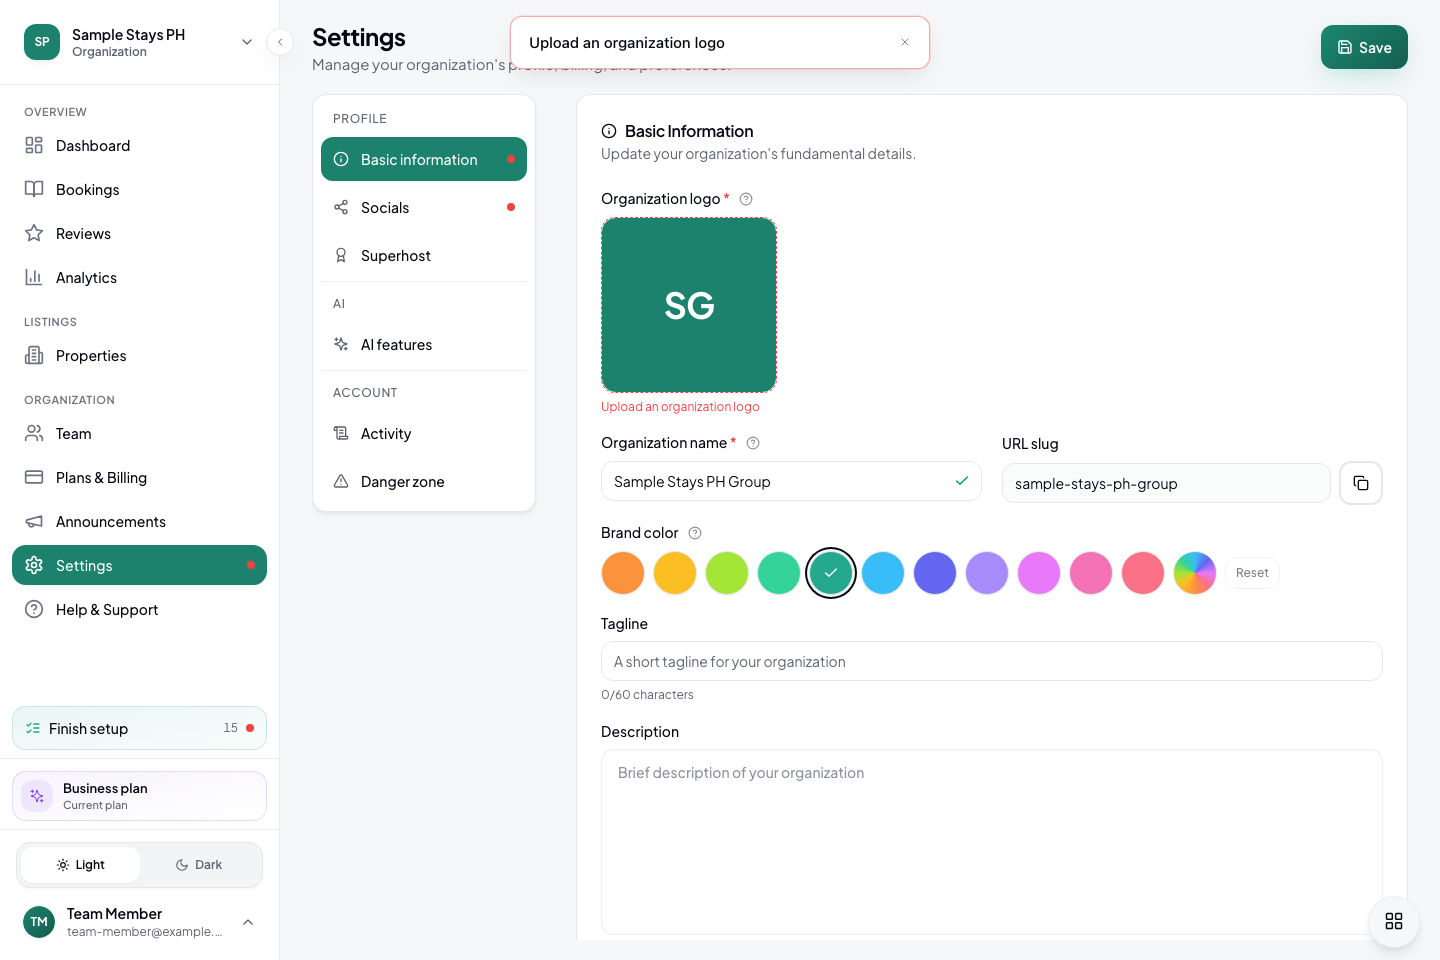 SP
Sample Stays PH
Organization
OVERVIEW
Dashboard
Bookings
Reviews
Analytics
LISTINGS
Properties
ORGANIZATION
Team
Plans & Billing
Announcements
Settings
Help & Support
Finish setup 15
Business plan
Current plan
Light Dark
TM
Team Member
team-member@example....
Settings
Manage your organization's profile, billing, and preferences.
Upload an organization logo
Save
PROFILE
Basic information
Socials
Superhost
AI
AI features
ACCOUNT
Activity
Danger zone
Basic Information
Update your organization's fundamental details.
Organization logo *
SG
Upload an organization logo
Organization name *
Sample Stays PH Group
URL slug
sample-stays-ph-group
Brand color
Reset
Tagline
A short tagline for your organization
0/60 characters
Description
Brief description of your organization